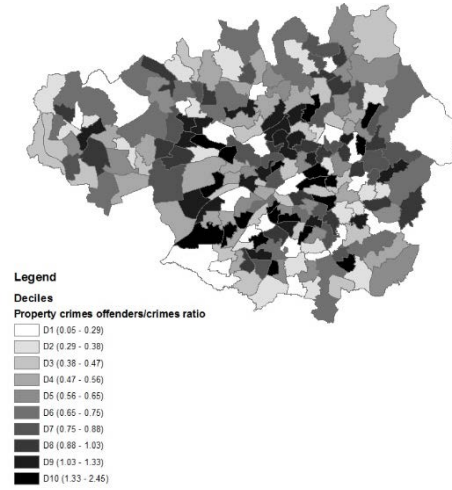 Legend
Deciles
Property crimes offenders/crimes ratio
D1 (0.05 - 0.29)
D2 (0.29 - 0.38)
D3 (0.38 - 0.47)
D4 (0.47 - 0.56)
D5 (0.56 - 0.65)
D6 (0.65 - 0.75)
D7 (0.75 - 0.88)
D8 (0.88 - 1.03)
D9 (1.03 - 1.33)
D10 (1.33 - 2.45)